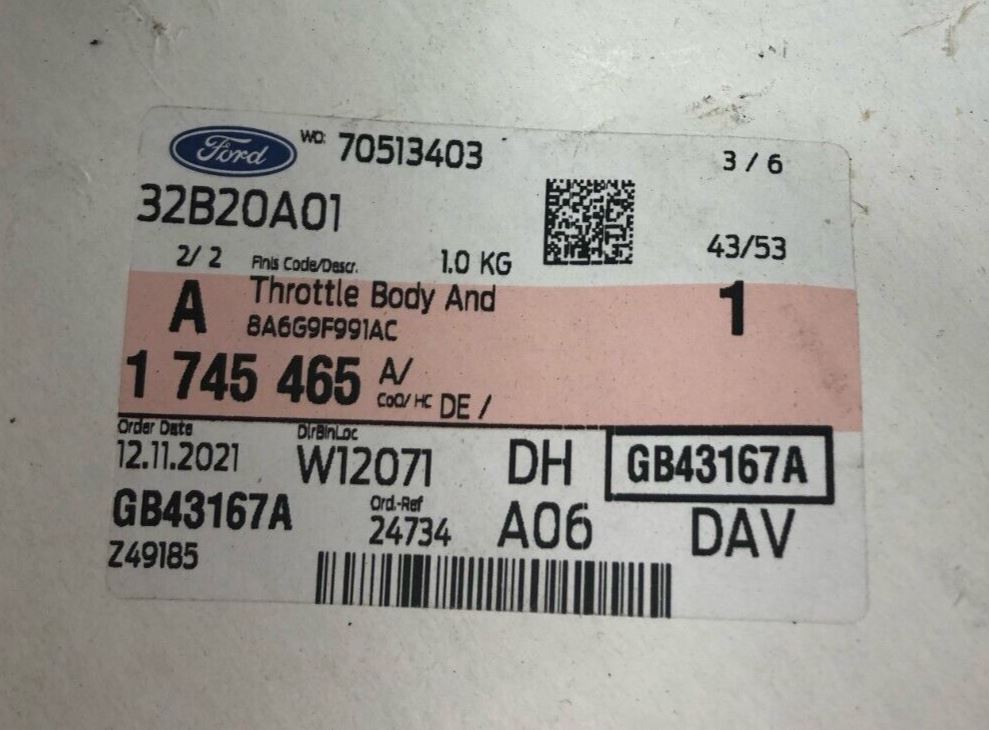 Ford WO: 70513403 3 / 6
32B20A01
43/53
2/ 2 Finis Code/Descr. 1.0 KG
A Throttle Body And 1
8A6G9F991AC
1 745 465 A/
CoO/ HC DE /
Order Date DirBinLoc
12.11.2021 W12071 DH GB43167A
GB43167A Ord.-Ref
24734 A06 DAV
Z49185